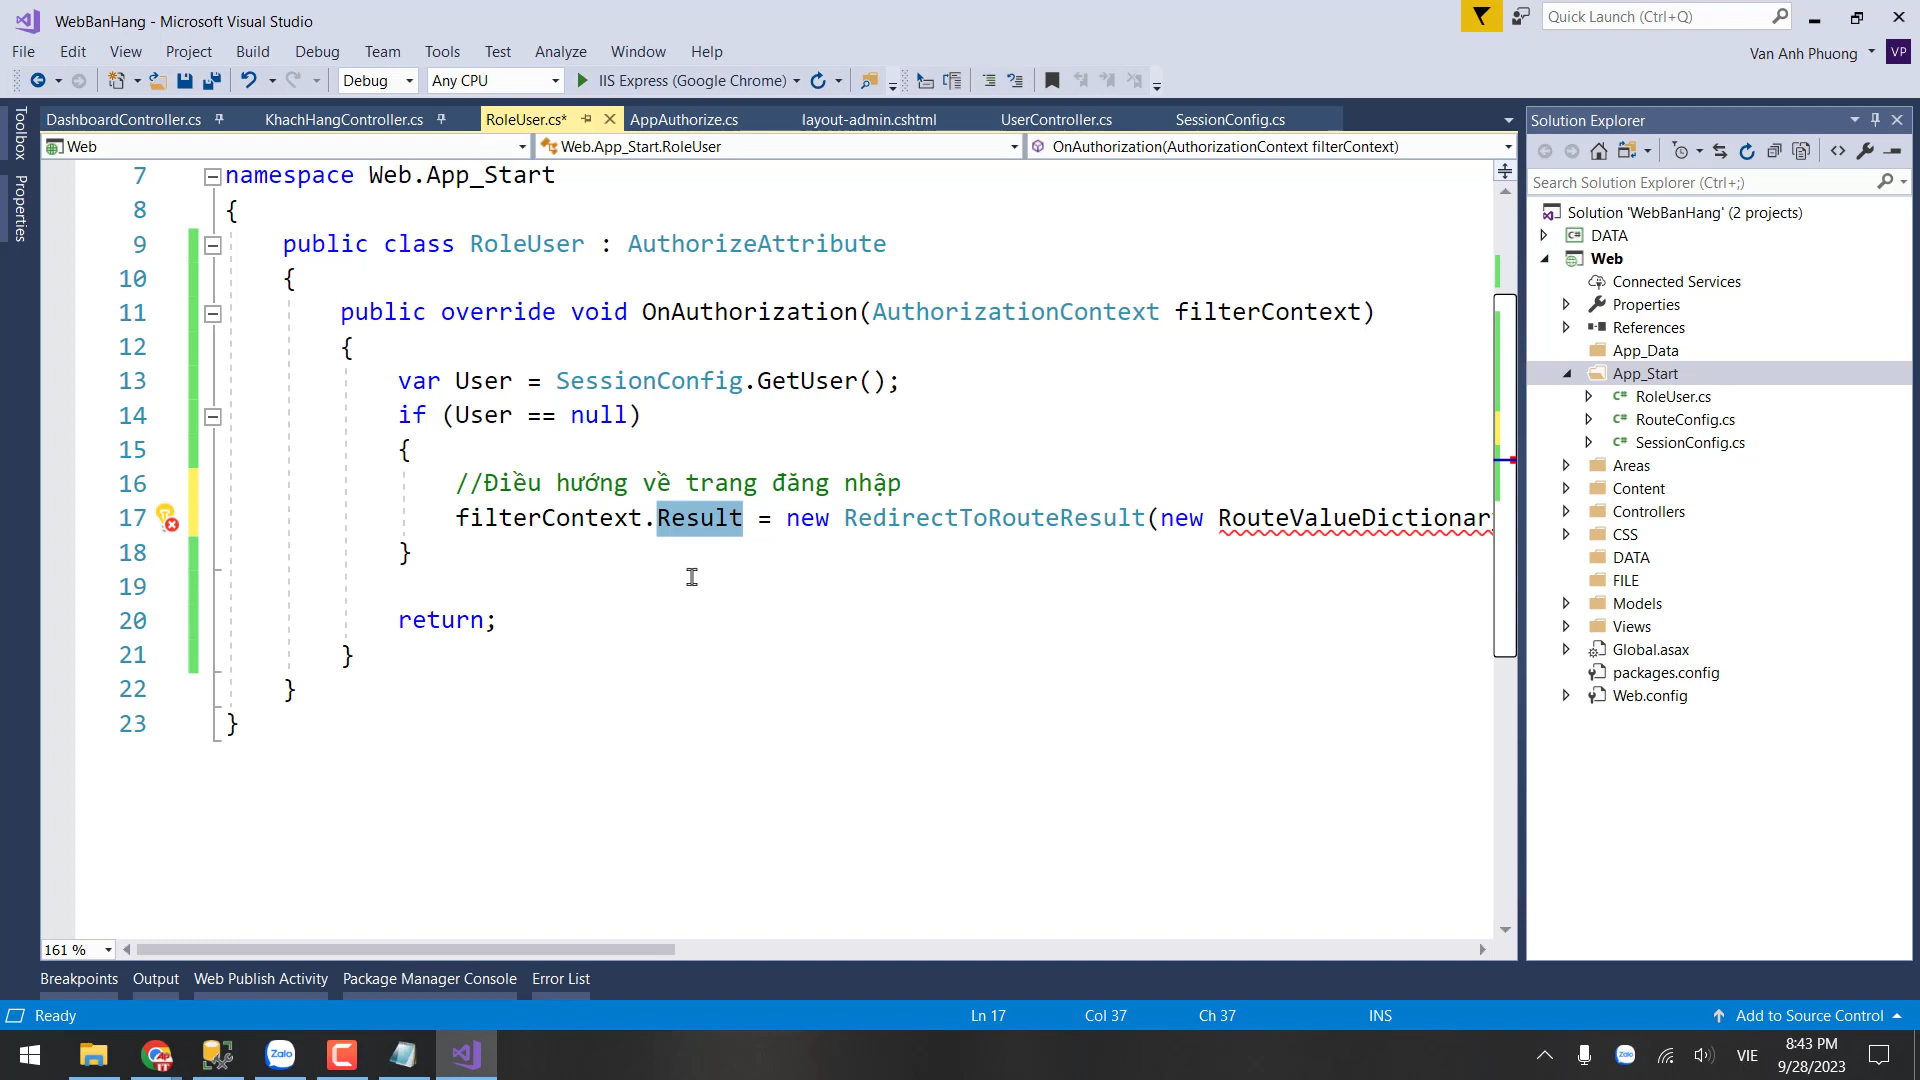 WebBanHang - Microsoft Visual Studio
Quick Launch (Ctrl+Q)
File Edit View Project Build Debug Team Tools Test Analyze Window Help
Van Anh Phuong VP
Debug Any CPU IIS Express (Google Chrome)
Toolbox
Properties
DashboardController.cs KhachHangController.cs RoleUser.cs* AppAuthorize.cs layout-admin.cshtml UserController.cs SessionConfig.cs
Web Web.App_Start.RoleUser OnAuthorization(AuthorizationContext filterContext)
7 namespace Web.App_Start
8 {
9 public class RoleUser : AuthorizeAttribute
10 {
11 public override void OnAuthorization(AuthorizationContext filterContext)
12 {
13 var User = SessionConfig.GetUser();
14 if (User == null)
15 {
16 //Điều hướng về trang đăng nhập
17 filterContext.Result = new RedirectToRouteResult(new RouteValueDictionar
18 }
19
20 return;
21 }
22 }
23 }
161 %
Breakpoints Output Web Publish Activity Package Manager Console Error List
Solution Explorer
Search Solution Explorer (Ctrl+;)
Solution 'WebBanHang' (2 projects)
C# DATA
Web
Connected Services
Properties
References
App_Data
App_Start
C# RoleUser.cs
C# RouteConfig.cs
C# SessionConfig.cs
Areas
Content
Controllers
CSS
DATA
FILE
Models
Views
Global.asax
packages.config
Web.config
Ready Ln 17 Col 37 Ch 37 INS Add to Source Control
Zalo
Zalo VIE 8:43 PM
9/28/2023